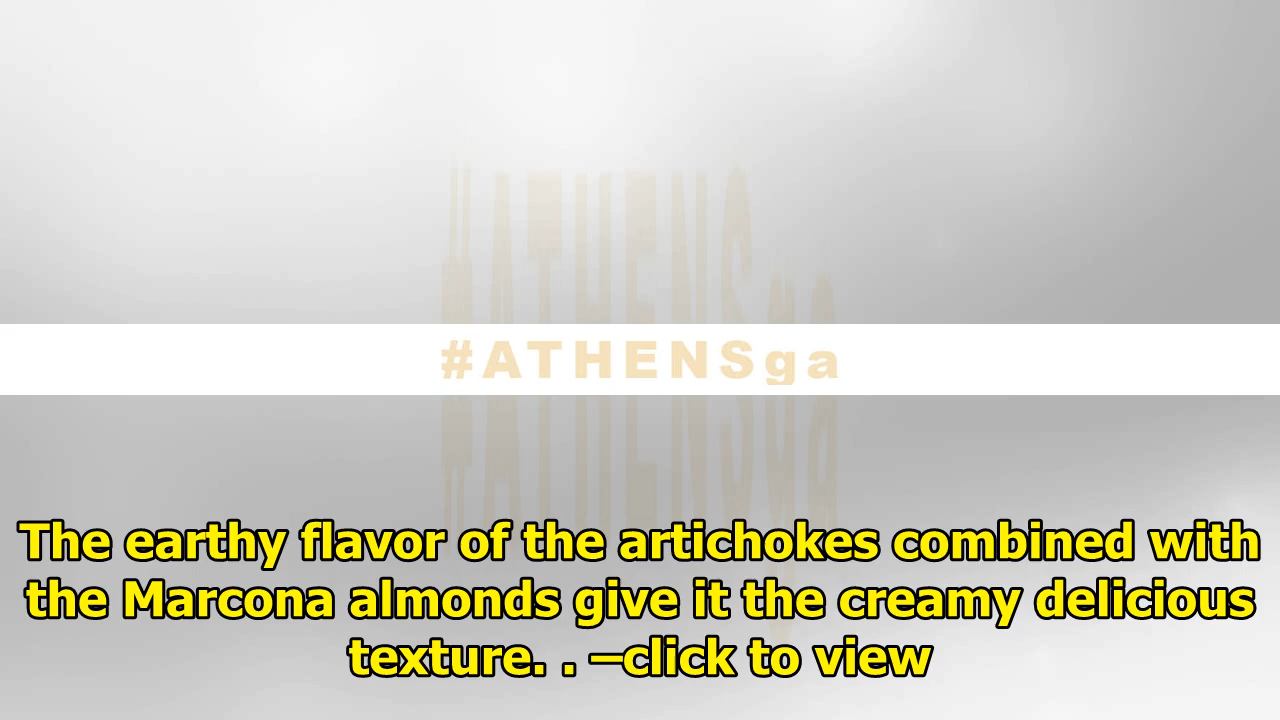 #ATHENSga
The earthy flavor of the artichokes combined with
the Marcona almonds give it the creamy delicious
texture. . –click to view